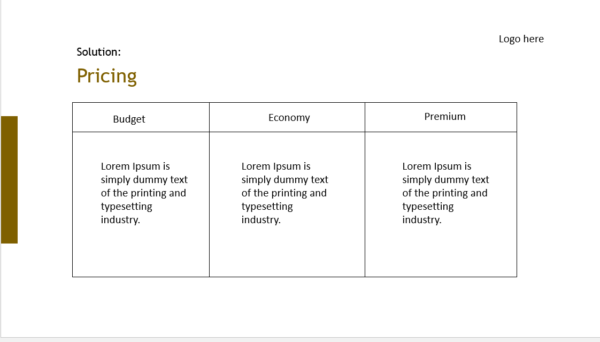 Logo here
Solution:
Pricing
Budget
Economy
Premium
Lorem Ipsum is
simply dummy text
of the printing and
typesetting
industry.
Lorem Ipsum is
simply dummy text
of the printing and
typesetting
industry.
Lorem Ipsum is
simply dummy text
of the printing and
typesetting
industry.